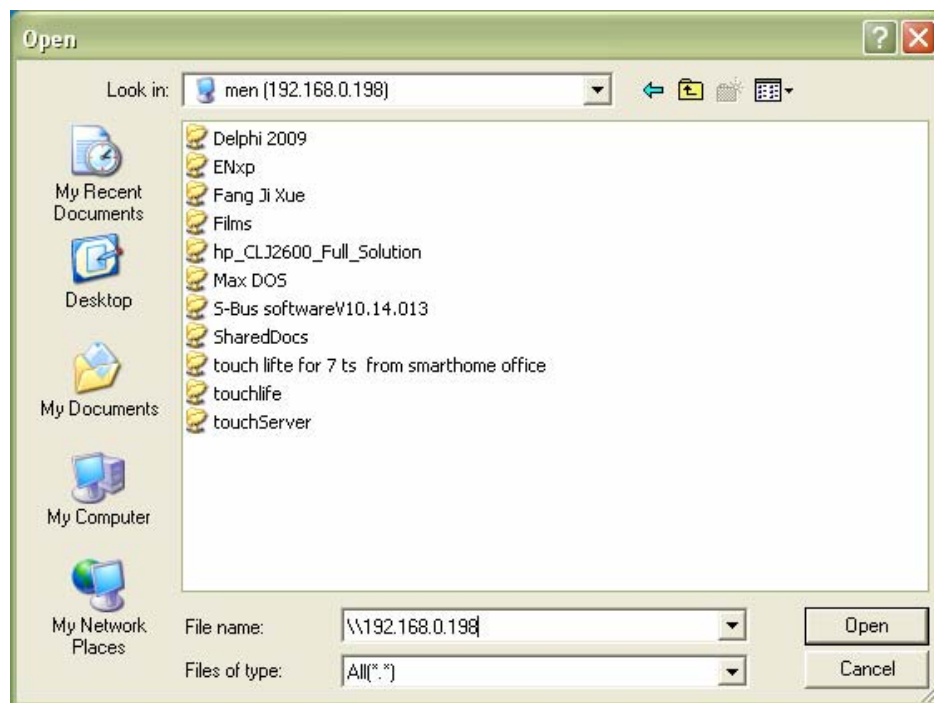 Open
Look in:
men (192.168.0.198)
My Recent
Documents
Desktop
My Documents
My Computer
My Network
Places
Delphi 2009
ENxp
Fang Ji Xue
Films
hp_CLJ2600_Full_Solution
Max DOS
S-Bus softwareV10.14.013
SharedDocs
touch lifte for 7 ts  from smarthome office
touchlife
touchServer
File name:
\\192.168.0.198
Open
Files of type:
All(*.*)
Cancel